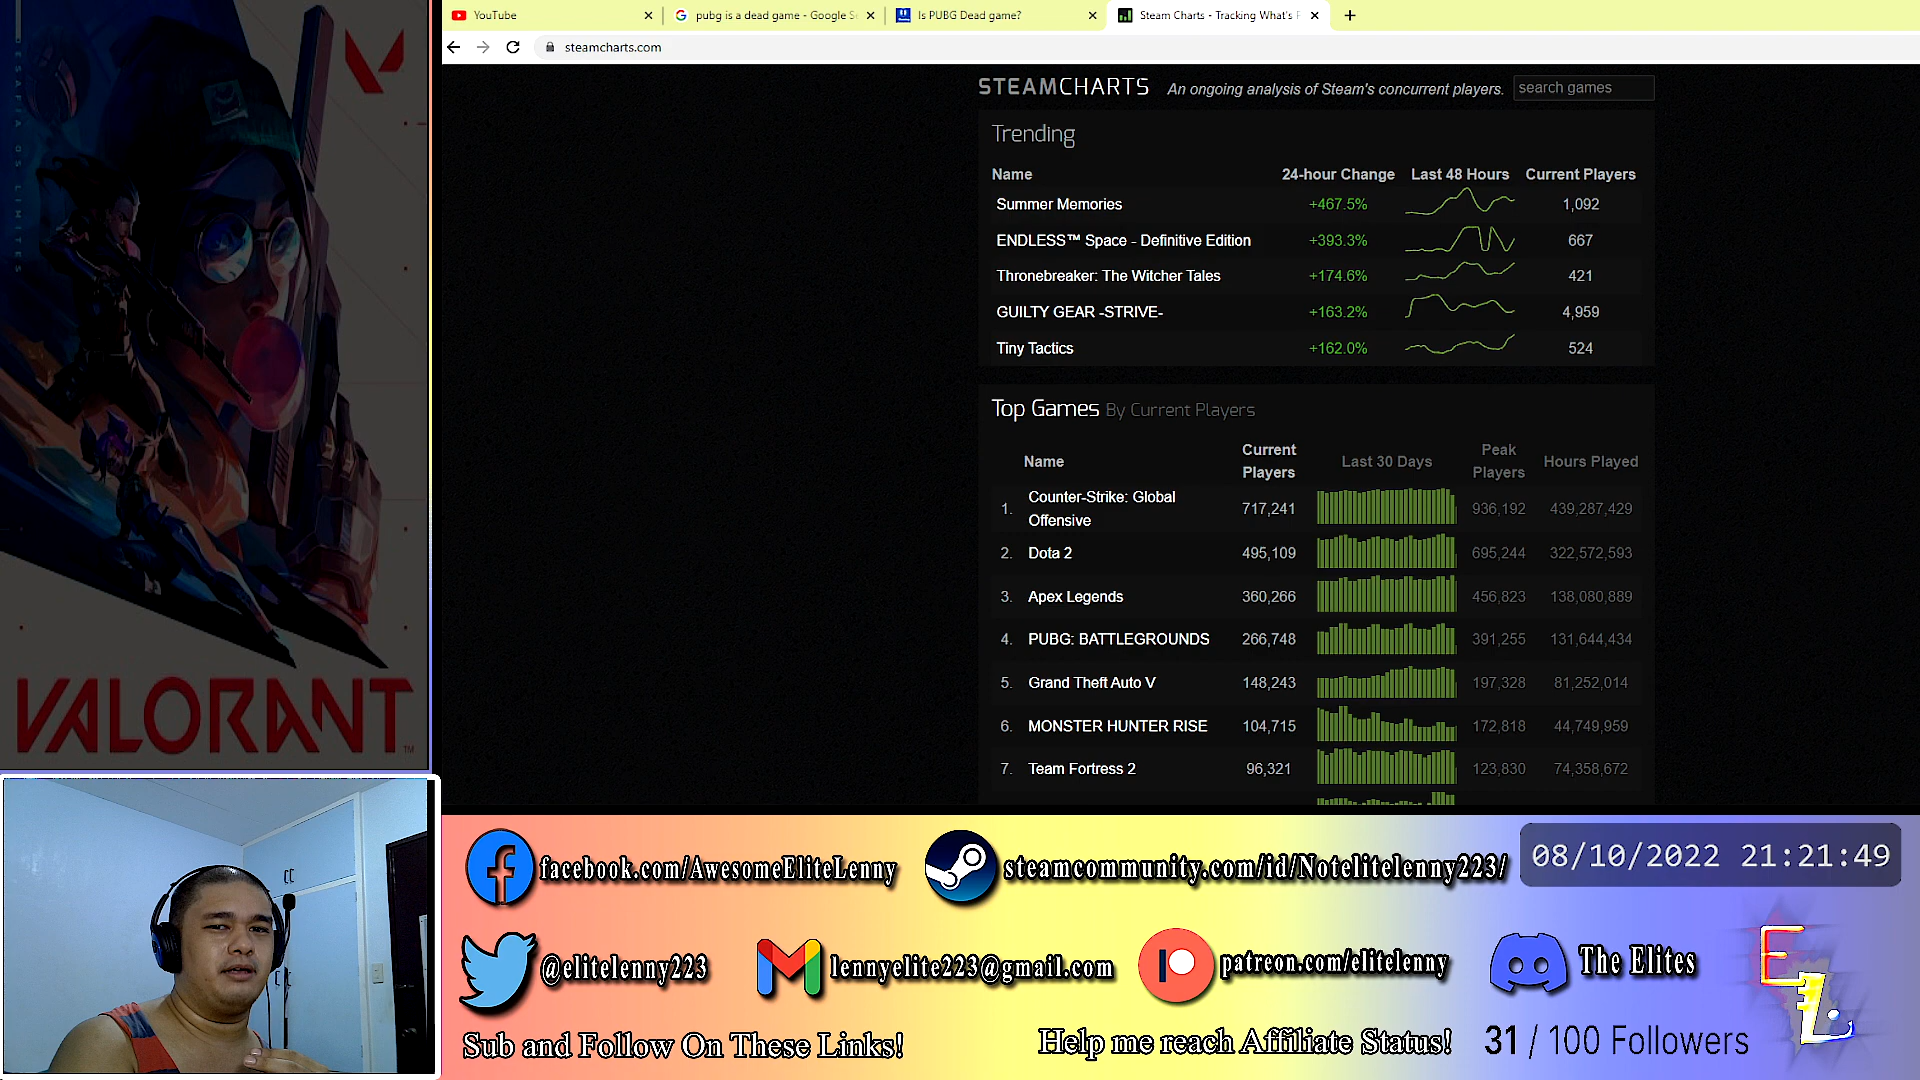 YouTube
pubg is a dead game - Google S
Is PUBG Dead game?
Steam Charts - Tracking What's
steamcharts.com
STEAMCHARTS An ongoing analysis of Steam's concurrent players. search games
Trending
Name 24-hour Change Last 48 Hours Current Players
Summer Memories +467.5% 1,092
ENDLESS™ Space - Definitive Edition +393.3% 667
Thronebreaker: The Witcher Tales +174.6% 421
GUILTY GEAR -STRIVE- +163.2% 4,959
Tiny Tactics +162.0% 524
Top Games By Current Players
Name Current Players Last 30 Days Peak Players Hours Played
1. Counter-Strike: Global Offensive 717,241 936,192 439,287,429
2. Dota 2 495,109 695,244 322,572,593
3. Apex Legends 360,266 456,823 138,080,889
4. PUBG: BATTLEGROUNDS 266,748 391,255 131,644,434
5. Grand Theft Auto V 148,243 197,328 81,252,014
6. MONSTER HUNTER RISE 104,715 172,818 44,749,959
7. Team Fortress 2 96,321 123,830 74,358,672
VALORANT
facebook.com/AwesomeEliteLenny
steamcommunity.com/id/Notelitelenny223/
08/10/2022 21:21:49
@elitelenny223
lennyelite223@gmail.com
patreon.com/elitelenny
The Elites
EL
Sub and Follow On These Links!
Help me reach Affiliate Status!
31 / 100 Followers